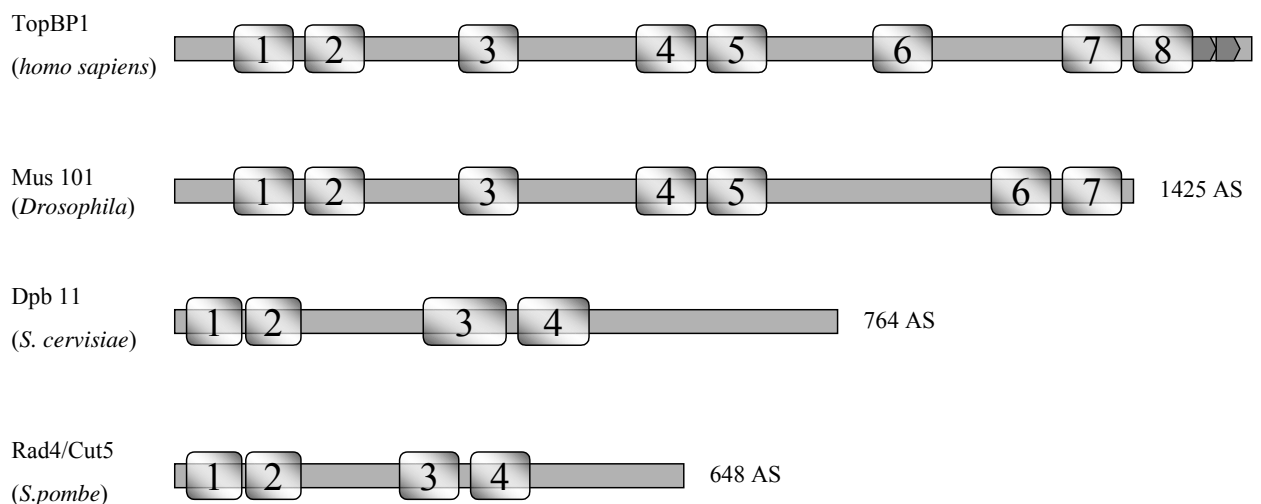 TopBP1
(homo sapiens)
1 2 3 4 5 6 7 8
Mus 101
(Drosophila)
1 2 3 4 5 6 7
1425 AS
Dpb 11
(S. cervisiae)
1 2 3 4
764 AS
Rad4/Cut5
(S.pombe)
1 2 3 4
648 AS